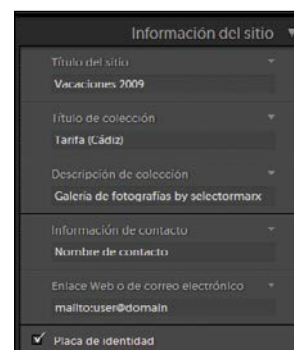 Información del sitio
Título del sitio
Vacaciones 2009
Título de colección
Tarifa (Cádiz)
Descripción de colección
Galería de fotografías by selectormarx
Información de contacto
Nombre de contacto
Enlace Web o de correo electrónico
mailto:user@domain
Placa de identidad